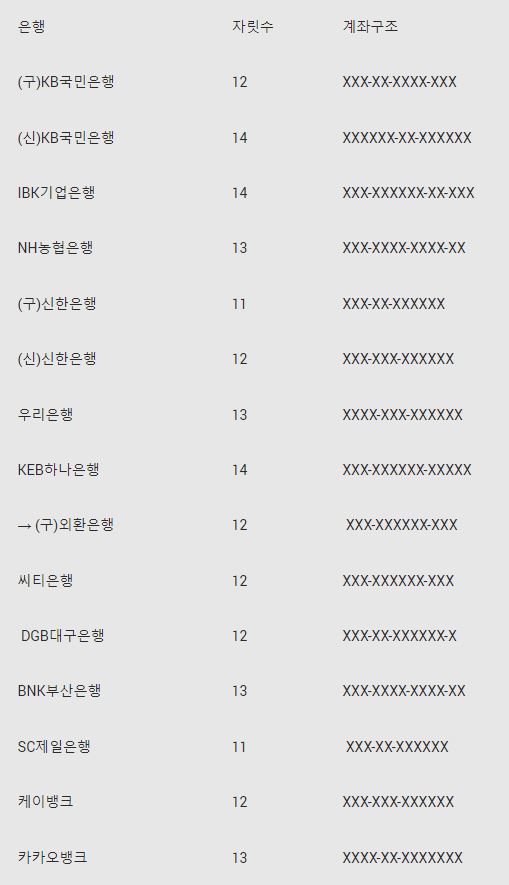 은행 자릿수 계좌구조
(구)KB국민은행 12 XXX-XX-XXXX-XXX
(신)KB국민은행 14 XXXXXX-XX-XXXXXX
IBK기업은행 14 XXX-XXXXXX-XX-XXX
NH농협은행 13 XXX-XXXX-XXXX-XX
(구)신한은행 11 XXX-XX-XXXXXX
(신)신한은행 12 XXX-XXX-XXXXXX
우리은행 13 XXXX-XXX-XXXXXX
KEB하나은행 14 XXX-XXXXXX-XXXXX
→ (구)외환은행 12 XXX-XXXXXX-XXX
씨티은행 12 XXX-XXXXXX-XXX
DGB대구은행 12 XXX-XX-XXXXXX-X
BNK부산은행 13 XXX-XXXX-XXXX-XX
SC제일은행 11 XXX-XX-XXXXXX
케이뱅크 12 XXX-XXX-XXXXXX
카카오뱅크 13 XXXX-XX-XXXXXXX